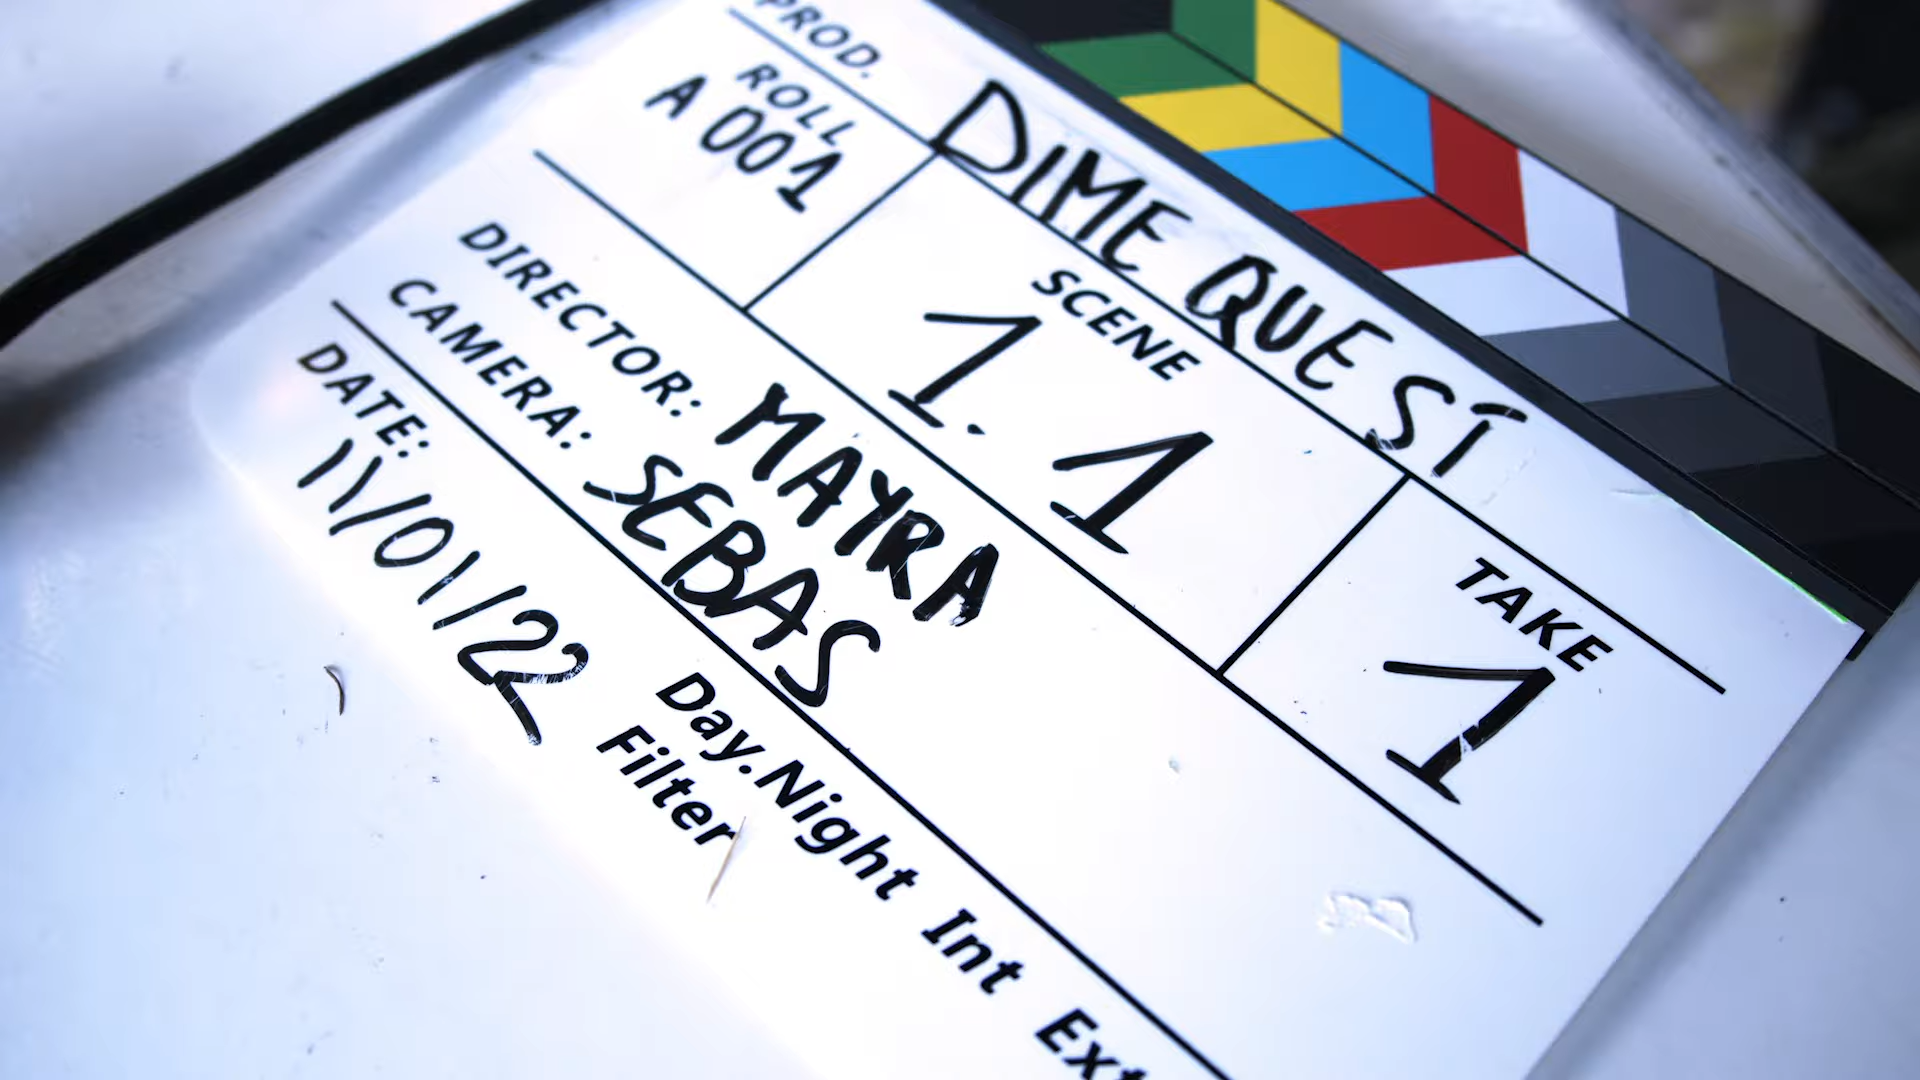 PROD. DIME QUE SÍ
ROLL SCENE TAKE
A 001 1.1 1
DIRECTOR: MAYRA
CAMERA: SEBAS
DATE: Day.Night Int Ext
11/01/22 Filter